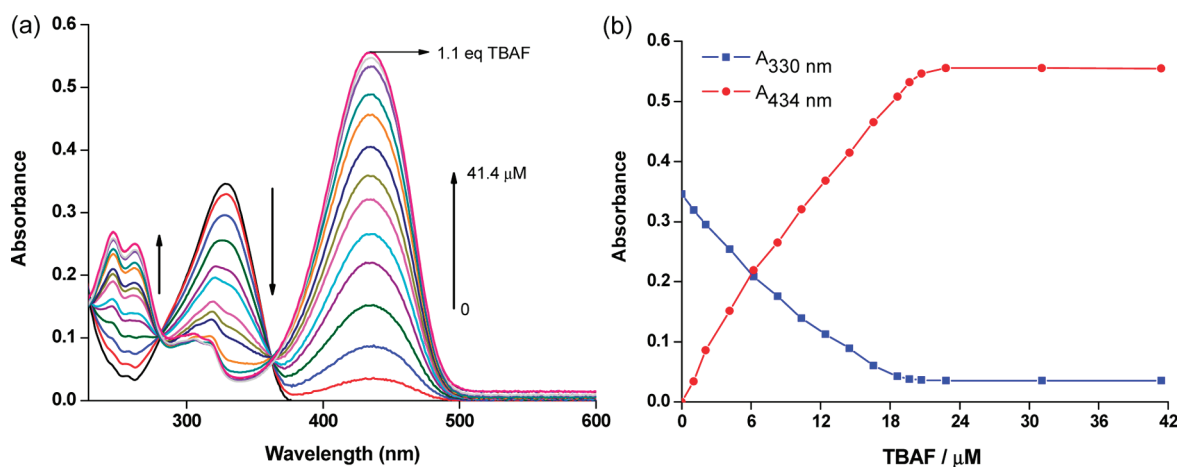 (a)
0.6
0.5
0.4
0.3
0.2
0.1
0.0
Absorbance
1.1 eq TBAF
41.4 μM
0
300 400 500 600
Wavelength (nm)
(b)
0.6
0.5
0.4
0.3
0.2
0.1
0.0
Absorbance
A330 nm
A434 nm
0 6 12 18 24 30 36 42
TBAF / μM